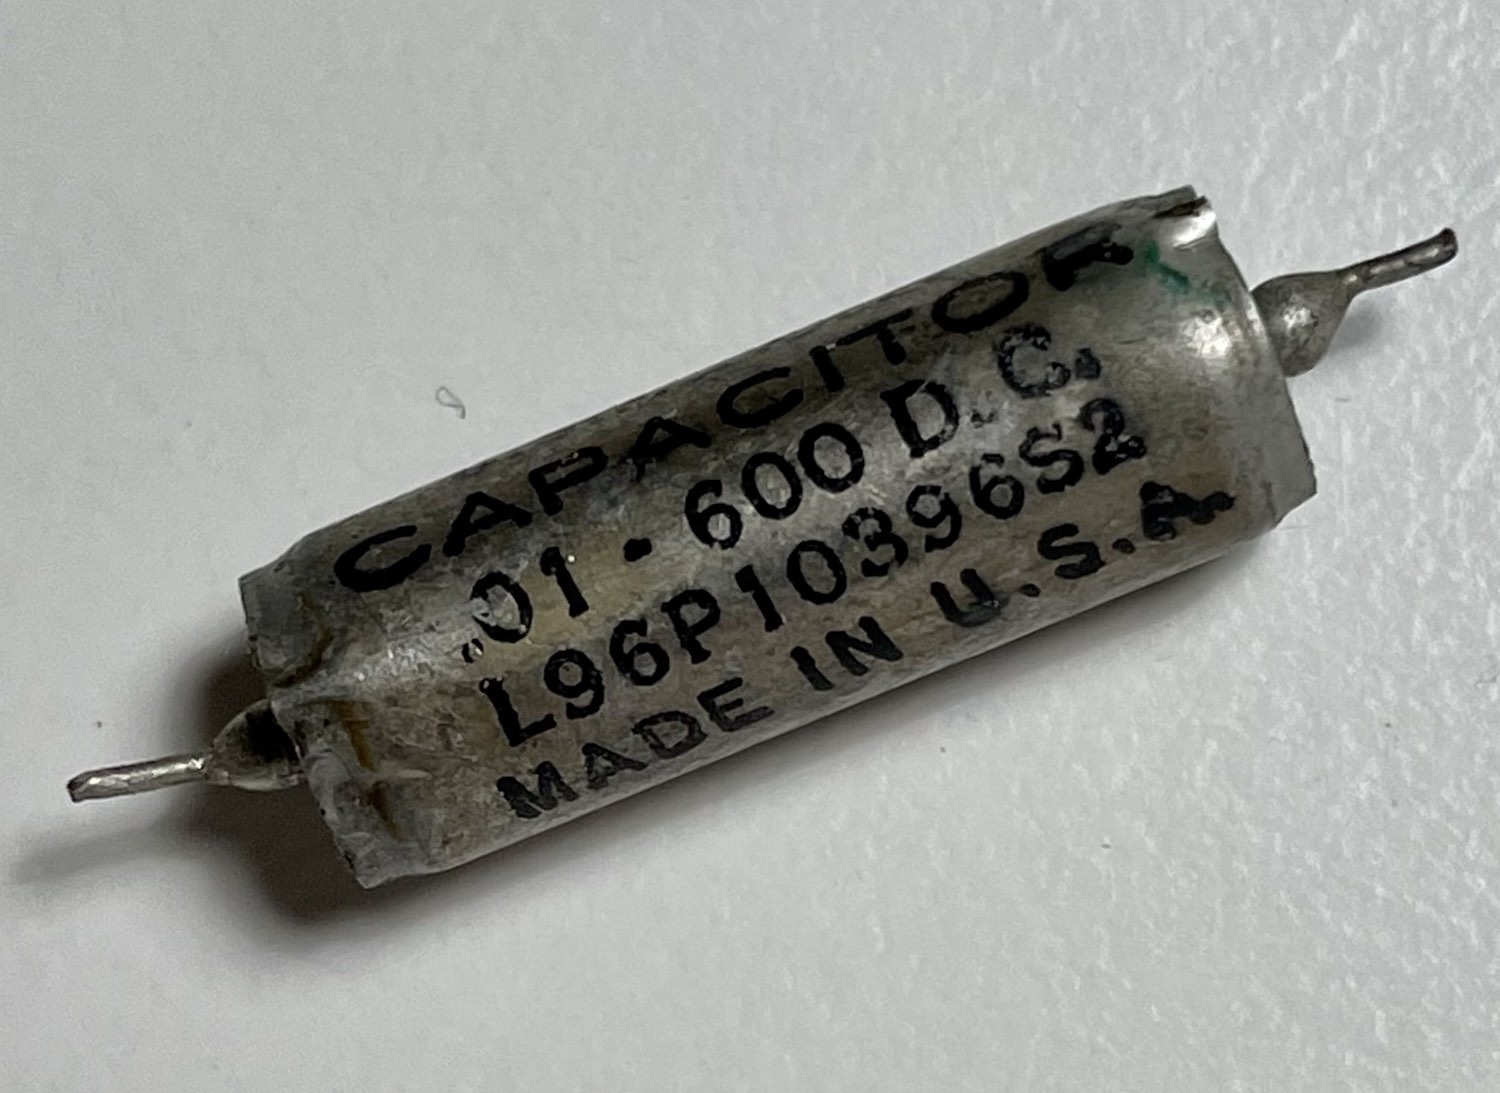 CAPACITOR
.01 · 600 D.C.
L96P10396S2
MADE IN U.S.A.